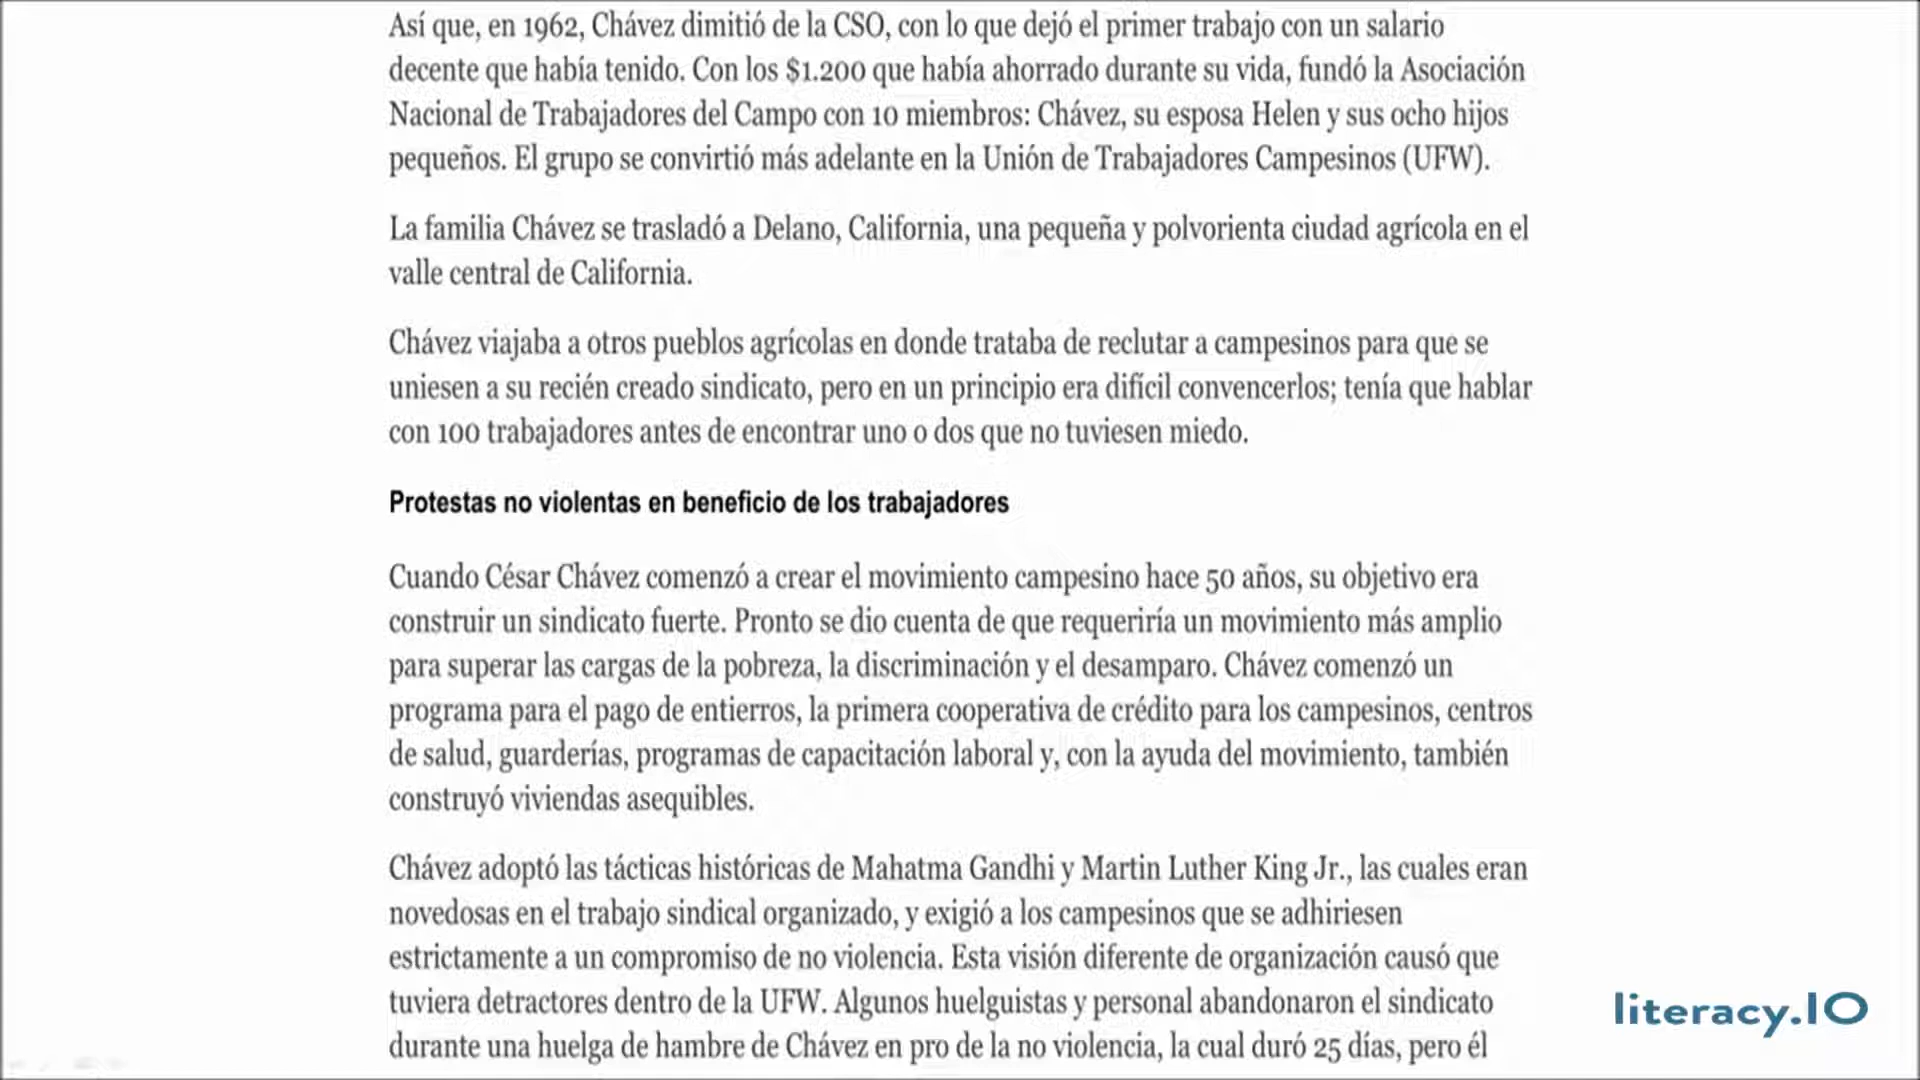 Así que, en 1962, Chávez dimitió de la CSO, con lo que dejó el primer trabajo con un salario
decente que había tenido. Con los $1.200 que había ahorrado durante su vida, fundó la Asociación
Nacional de Trabajadores del Campo con 10 miembros: Chávez, su esposa Helen y sus ocho hijos
pequeños. El grupo se convirtió más adelante en la Unión de Trabajadores Campesinos (UFW).
La familia Chávez se trasladó a Delano, California, una pequeña y polvorienta ciudad agrícola en el
valle central de California.
Chávez viajaba a otros pueblos agrícolas en donde trataba de reclutar a campesinos para que se
uniesen a su recién creado sindicato, pero en un principio era difícil convencerlos; tenía que hablar
con 100 trabajadores antes de encontrar uno o dos que no tuviesen miedo.
Protestas no violentas en beneficio de los trabajadores
Cuando César Chávez comenzó a crear el movimiento campesino hace 50 años, su objetivo era
construir un sindicato fuerte. Pronto se dio cuenta de que requeriría un movimiento más amplio
para superar las cargas de la pobreza, la discriminación y el desamparo. Chávez comenzó un
programa para el pago de entierros, la primera cooperativa de crédito para los campesinos, centros
de salud, guarderías, programas de capacitación laboral y, con la ayuda del movimiento, también
construyó viviendas asequibles.
Chávez adoptó las tácticas históricas de Mahatma Gandhi y Martin Luther King Jr., las cuales eran
novedosas en el trabajo sindical organizado, y exigió a los campesinos que se adhiriesen
estrictamente a un compromiso de no violencia. Esta visión diferente de organización causó que
tuviera detractores dentro de la UFW. Algunos huelguistas y personal abandonaron el sindicato
durante una huelga de hambre de Chávez en pro de la no violencia, la cual duró 25 días, pero él
literacy.IO